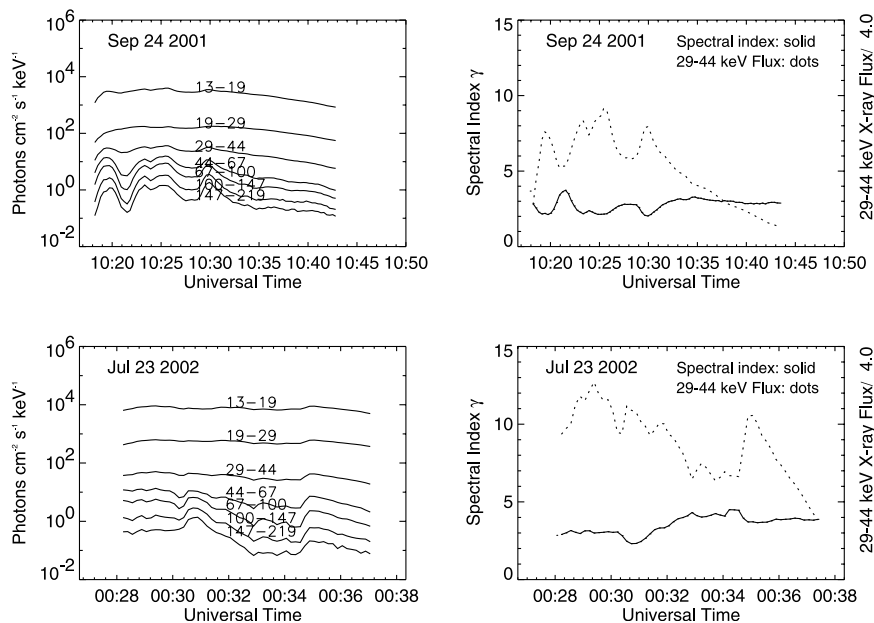 Sep 24 2001
Photons cm⁻² s⁻¹ keV⁻¹
10⁶
10⁴
10²
10⁰
10⁻²
13−19
19−29
29−44
44−67
67−100
100−147
147−219
10:20 10:25 10:30 10:35 10:40 10:45 10:50
Universal Time
Sep 24 2001
Spectral index: solid
29-44 keV Flux: dots
Spectral Index γ
15
10
5
0
10:20 10:25 10:30 10:35 10:40 10:45 10:50
Universal Time
29-44 keV X-ray Flux/ 4.0
Jul 23 2002
Photons cm⁻² s⁻¹ keV⁻¹
10⁶
10⁴
10²
10⁰
10⁻²
13−19
19−29
29−44
44−67
67−100
100−147
147−219
00:28 00:30 00:32 00:34 00:36 00:38
Universal Time
Jul 23 2002
Spectral index: solid
29-44 keV Flux: dots
Spectral Index γ
15
10
5
0
00:28 00:30 00:32 00:34 00:36 00:38
Universal Time
29-44 keV X-ray Flux/ 4.0